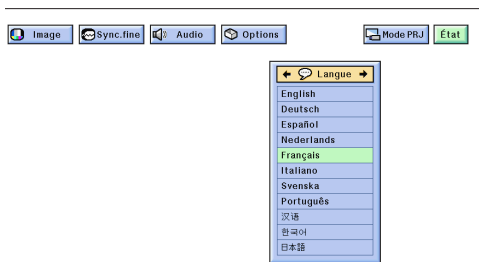 Image Sync.fine Audio Options Mode PRJ État
Langue
English
Deutsch
Español
Nederlands
Français
Italiano
Svenska
Português
汉语
한국어
日本語